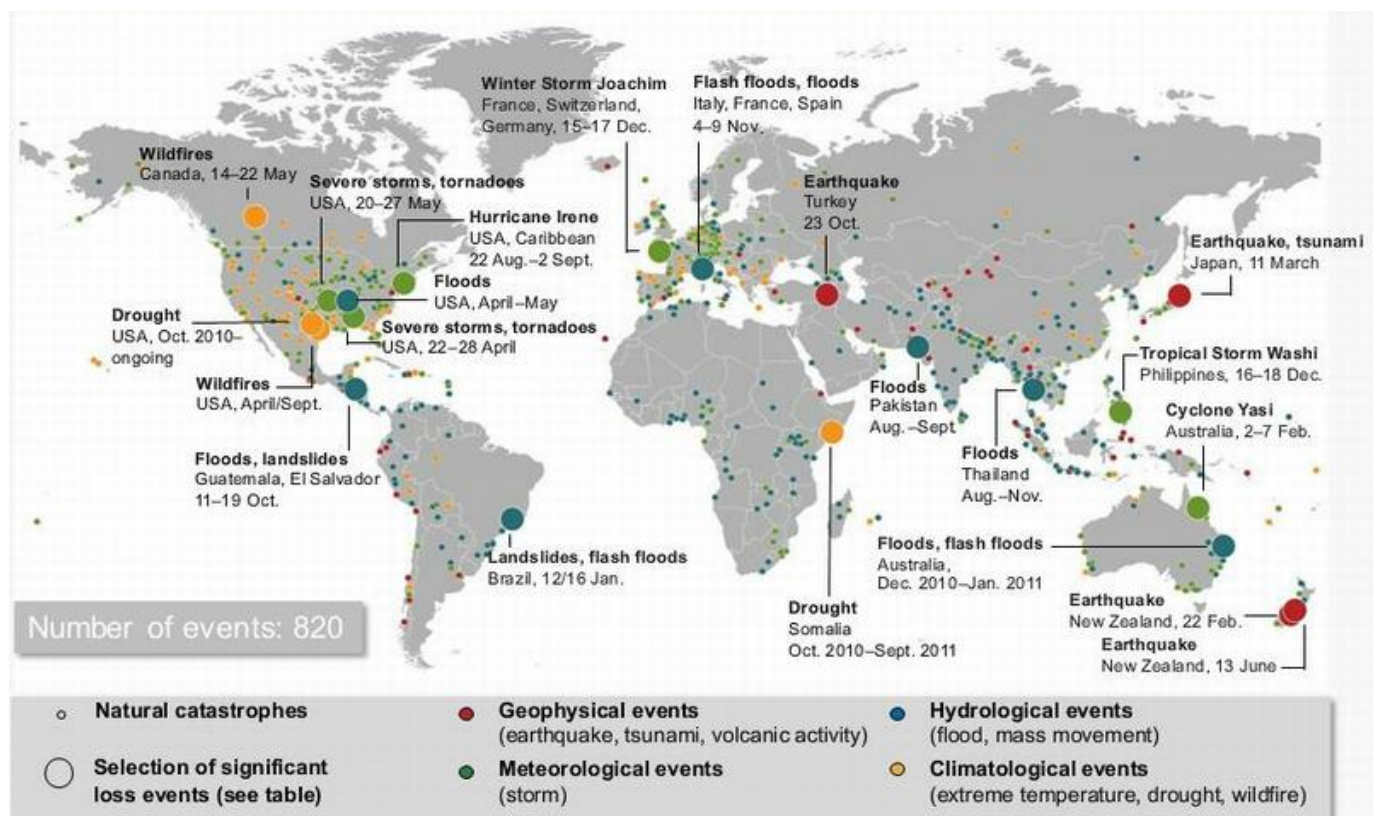 Winter Storm Joachim
France, Switzerland,
Germany, 15–17 Dec.
Flash floods, floods
Italy, France, Spain
4–9 Nov.
Wildfires
Canada, 14–22 May
Severe storms, tornadoes
USA, 20–27 May
Hurricane Irene
USA, Caribbean
22 Aug.–2 Sept.
Floods
USA, April–May
Severe storms, tornadoes
USA, 22–28 April
Drought
USA, Oct. 2010–
ongoing
Wildfires
USA, April/Sept.
Floods, landslides
Guatemala, El Salvador
11–19 Oct.
Landslides, flash floods
Brazil, 12/16 Jan.
Earthquake
Turkey
23 Oct.
Earthquake, tsunami
Japan, 11 March
Floods
Pakistan
Aug.–Sept.
Tropical Storm Washi
Philippines, 16–18 Dec.
Cyclone Yasi
Australia, 2–7 Feb.
Floods
Thailand
Aug.–Nov.
Floods, flash floods
Australia,
Dec. 2010–Jan. 2011
Drought
Somalia
Oct. 2010–Sept. 2011
Earthquake
New Zealand, 22 Feb.
Earthquake
New Zealand, 13 June
Number of events: 820
Natural catastrophes
Selection of significant
loss events (see table)
Geophysical events
(earthquake, tsunami, volcanic activity)
Meteorological events
(storm)
Hydrological events
(flood, mass movement)
Climatological events
(extreme temperature, drought, wildfire)